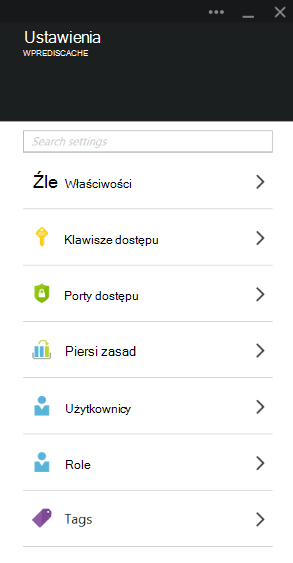 Ustawienia
WPREDISCACHE
Search settings
Źle Właściwości
Klawisze dostępu
Porty dostępu
Piersi zasad
Użytkownicy
Role
Tags